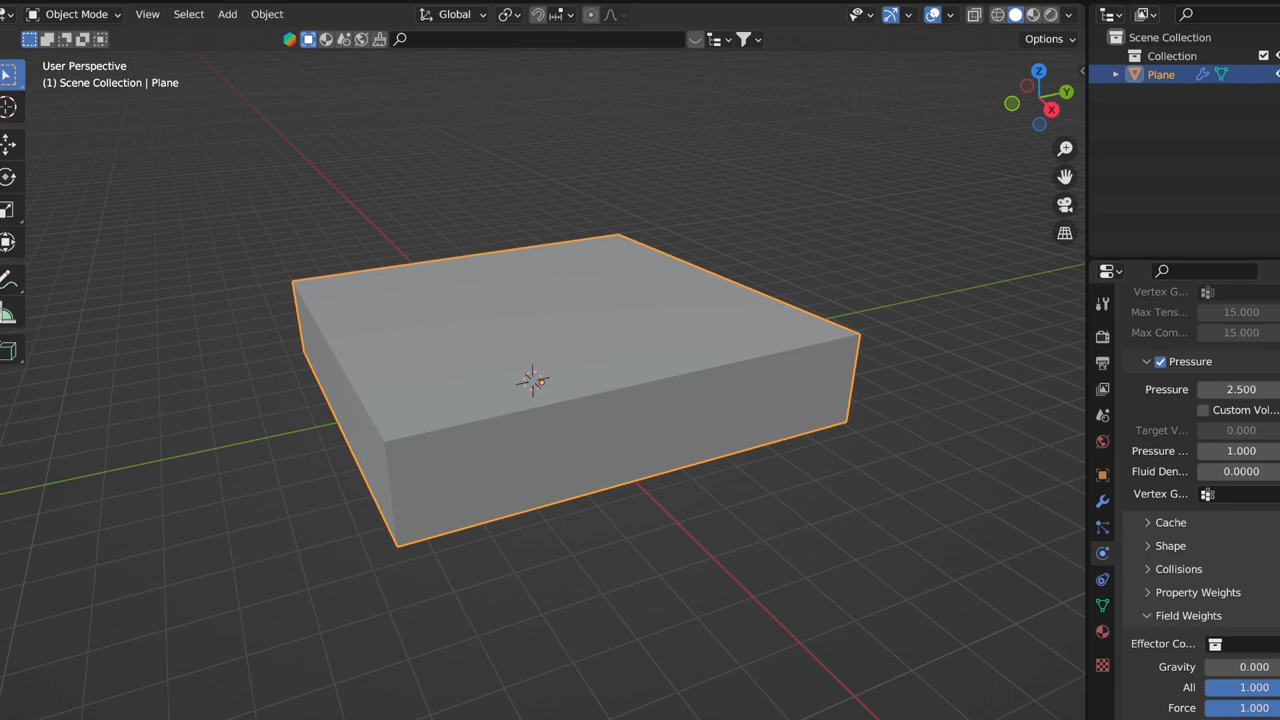 Object Mode View Select Add Object Global
Options
User Perspective
(1) Scene Collection | Plane
Z
Y
X
Scene Collection
Collection
Plane
Vertex G...
Max Tens... 15.000
Max Com... 15.000
Pressure
Pressure 2.500
Custom Vol...
Target V... 0.000
Pressure ... 1.000
Fluid Den... 0.0000
Vertex G...
Cache
Shape
Collisions
Property Weights
Field Weights
Effector Co...
Gravity 0.000
All 1.000
Force 1.000